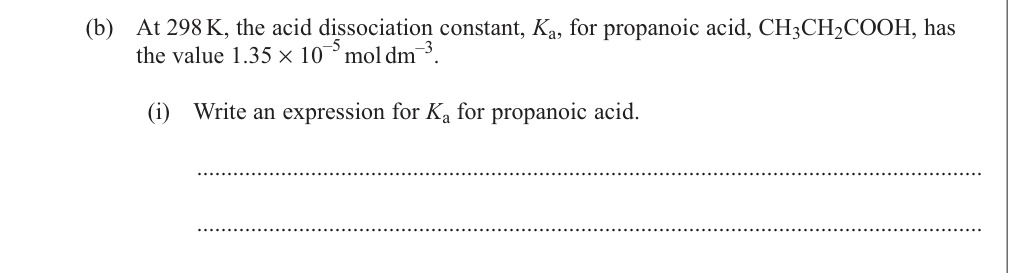 (b) At 298 K, the acid dissociation constant, Kₐ, for propanoic acid, CH₃CH₂COOH, has
the value 1.35 × 10⁻⁵ mol dm⁻³.
(i) Write an expression for Kₐ for propanoic acid.